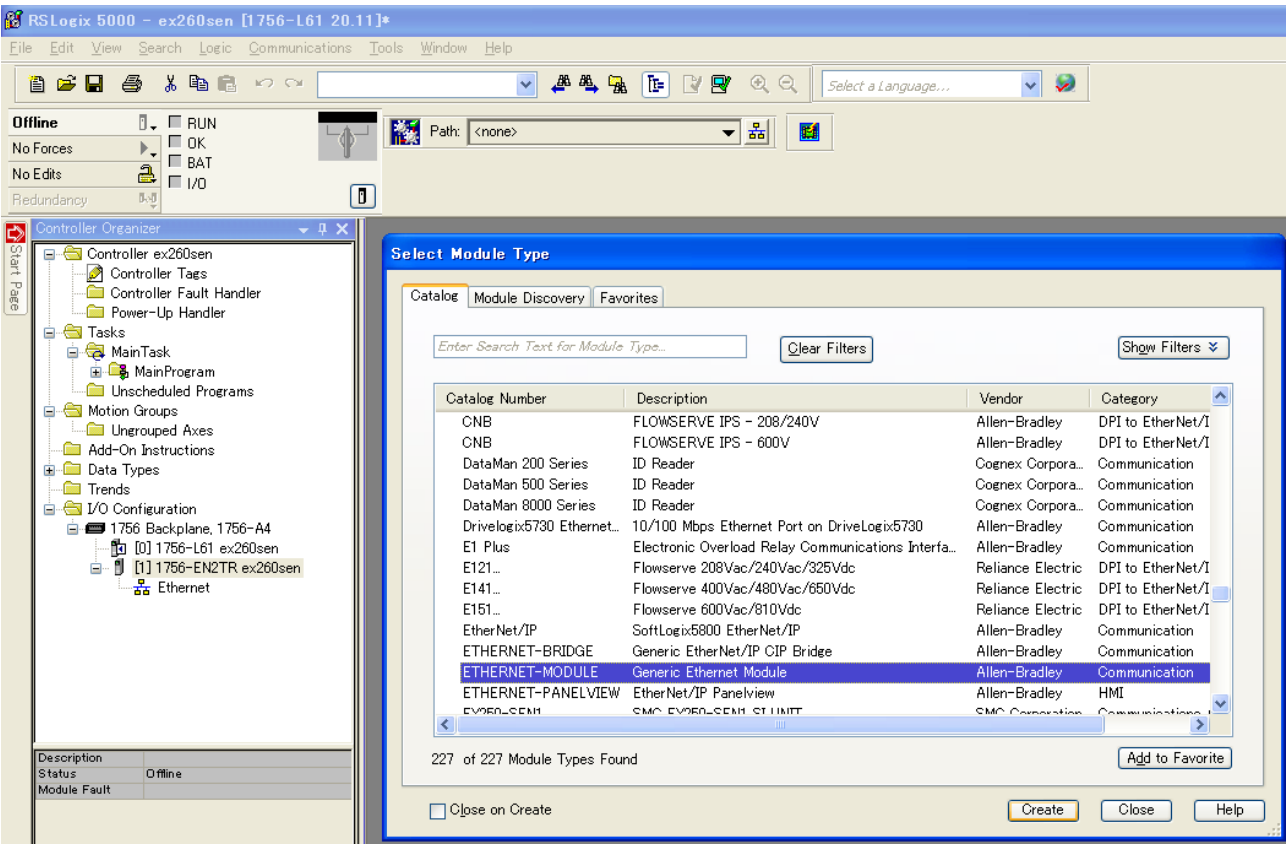 RSLogix 5000 - ex260sen [1756-L61 20.11]*
File Edit View Search Logic Communications Tools Window Help
Select a Language...
Offline
RUN
No Forces
OK
No Edits
BAT
Redundancy
I/O
Path: <none>
Start Page
Controller Organizer
Controller ex260sen
Controller Tags
Controller Fault Handler
Power-Up Handler
Tasks
MainTask
MainProgram
Unscheduled Programs
Motion Groups
Ungrouped Axes
Add-On Instructions
Data Types
Trends
I/O Configuration
1756 Backplane, 1756-A4
[0] 1756-L61 ex260sen
[1] 1756-EN2TR ex260sen
Ethernet
Description
Status Offline
Module Fault
Select Module Type
Catalog Module Discovery Favorites
Enter Search Text for Module Type...
Clear Filters
Show Filters
Catalog Number Description Vendor Category
CNB FLOWSERVE IPS - 208/240V Allen-Bradley DPI to EtherNet/I
CNB FLOWSERVE IPS - 600V Allen-Bradley DPI to EtherNet/I
DataMan 200 Series ID Reader Cognex Corpora... Communication
DataMan 500 Series ID Reader Cognex Corpora... Communication
DataMan 8000 Series ID Reader Cognex Corpora... Communication
Drivelogix5730 Ethernet... 10/100 Mbps Ethernet Port on DriveLogix5730 Allen-Bradley Communication
E1 Plus Electronic Overload Relay Communications Interfa... Allen-Bradley Communication
E121... Flowserve 208Vac/240Vac/325Vdc Reliance Electric DPI to EtherNet/I
E141... Flowserve 400Vac/480Vac/650Vdc Reliance Electric DPI to EtherNet/I
E151... Flowserve 600Vac/810Vdc Reliance Electric DPI to EtherNet/I
EtherNet/IP SoftLogix5800 EtherNet/IP Allen-Bradley Communication
ETHERNET-BRIDGE Generic EtherNet/IP CIP Bridge Allen-Bradley Communication
ETHERNET-MODULE Generic Ethernet Module Allen-Bradley Communication
ETHERNET-PANELVIEW EtherNet/IP Panelview Allen-Bradley HMI
EX250-SEN1 SMC EX250-SEN1 SI UNIT SMC Corporation
227 of 227 Module Types Found
Add to Favorite
Close on Create
Create Close Help